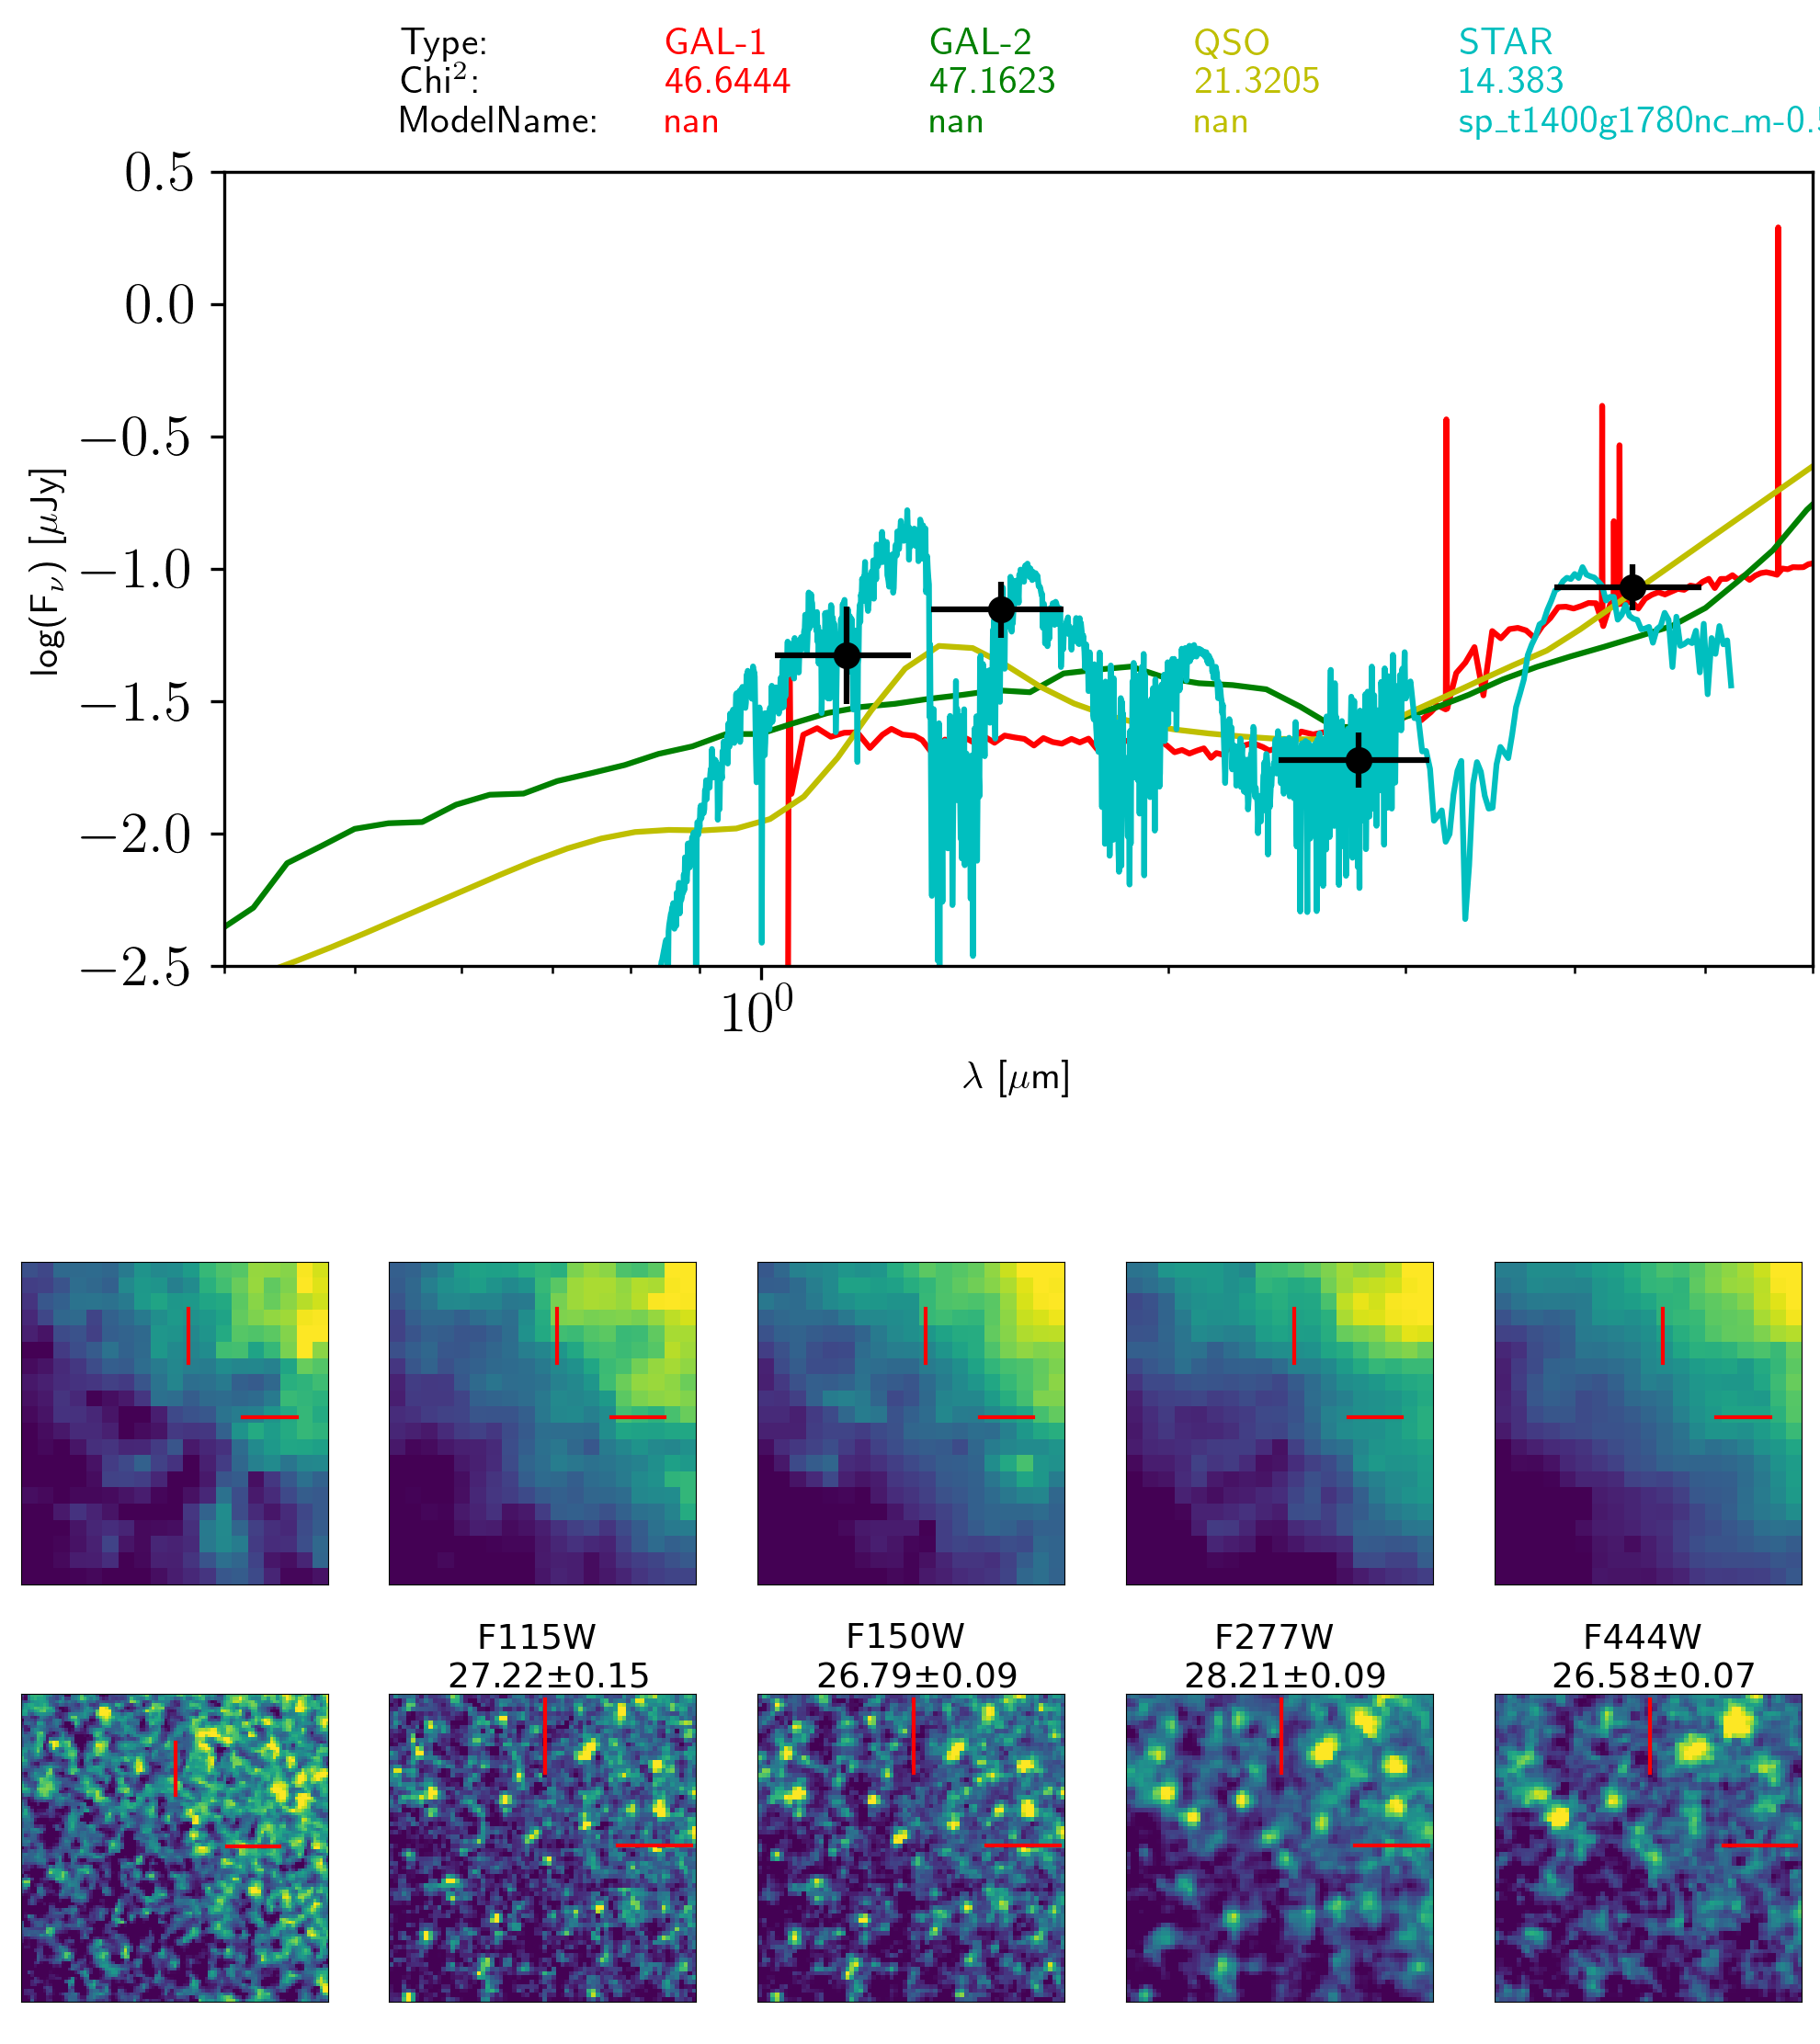 Type: GAL-1 GAL-2 QSO STAR
Chi²: 46.6444 47.1623 21.3205 14.383
ModelName: nan nan nan sp_t1400g1780nc_m-0.5
0.5
0.0
−0.5
−1.0
−1.5
−2.0
−2.5
log(Fν) [μJy]
10⁰
λ [μm]
F115W F150W F277W F444W
27.22±0.15 26.79±0.09 28.21±0.09 26.58±0.07